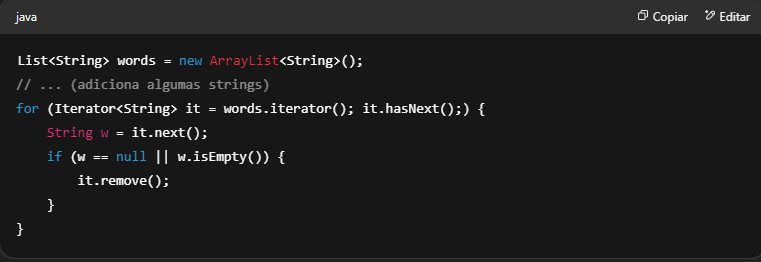 java
Copiar
Editar
List<String> words = new ArrayList<String>();
// ... (adiciona algumas strings)
for (Iterator<String> it = words.iterator(); it.hasNext();) {
    String w = it.next();
    if (w == null || w.isEmpty()) {
        it.remove();
    }
}